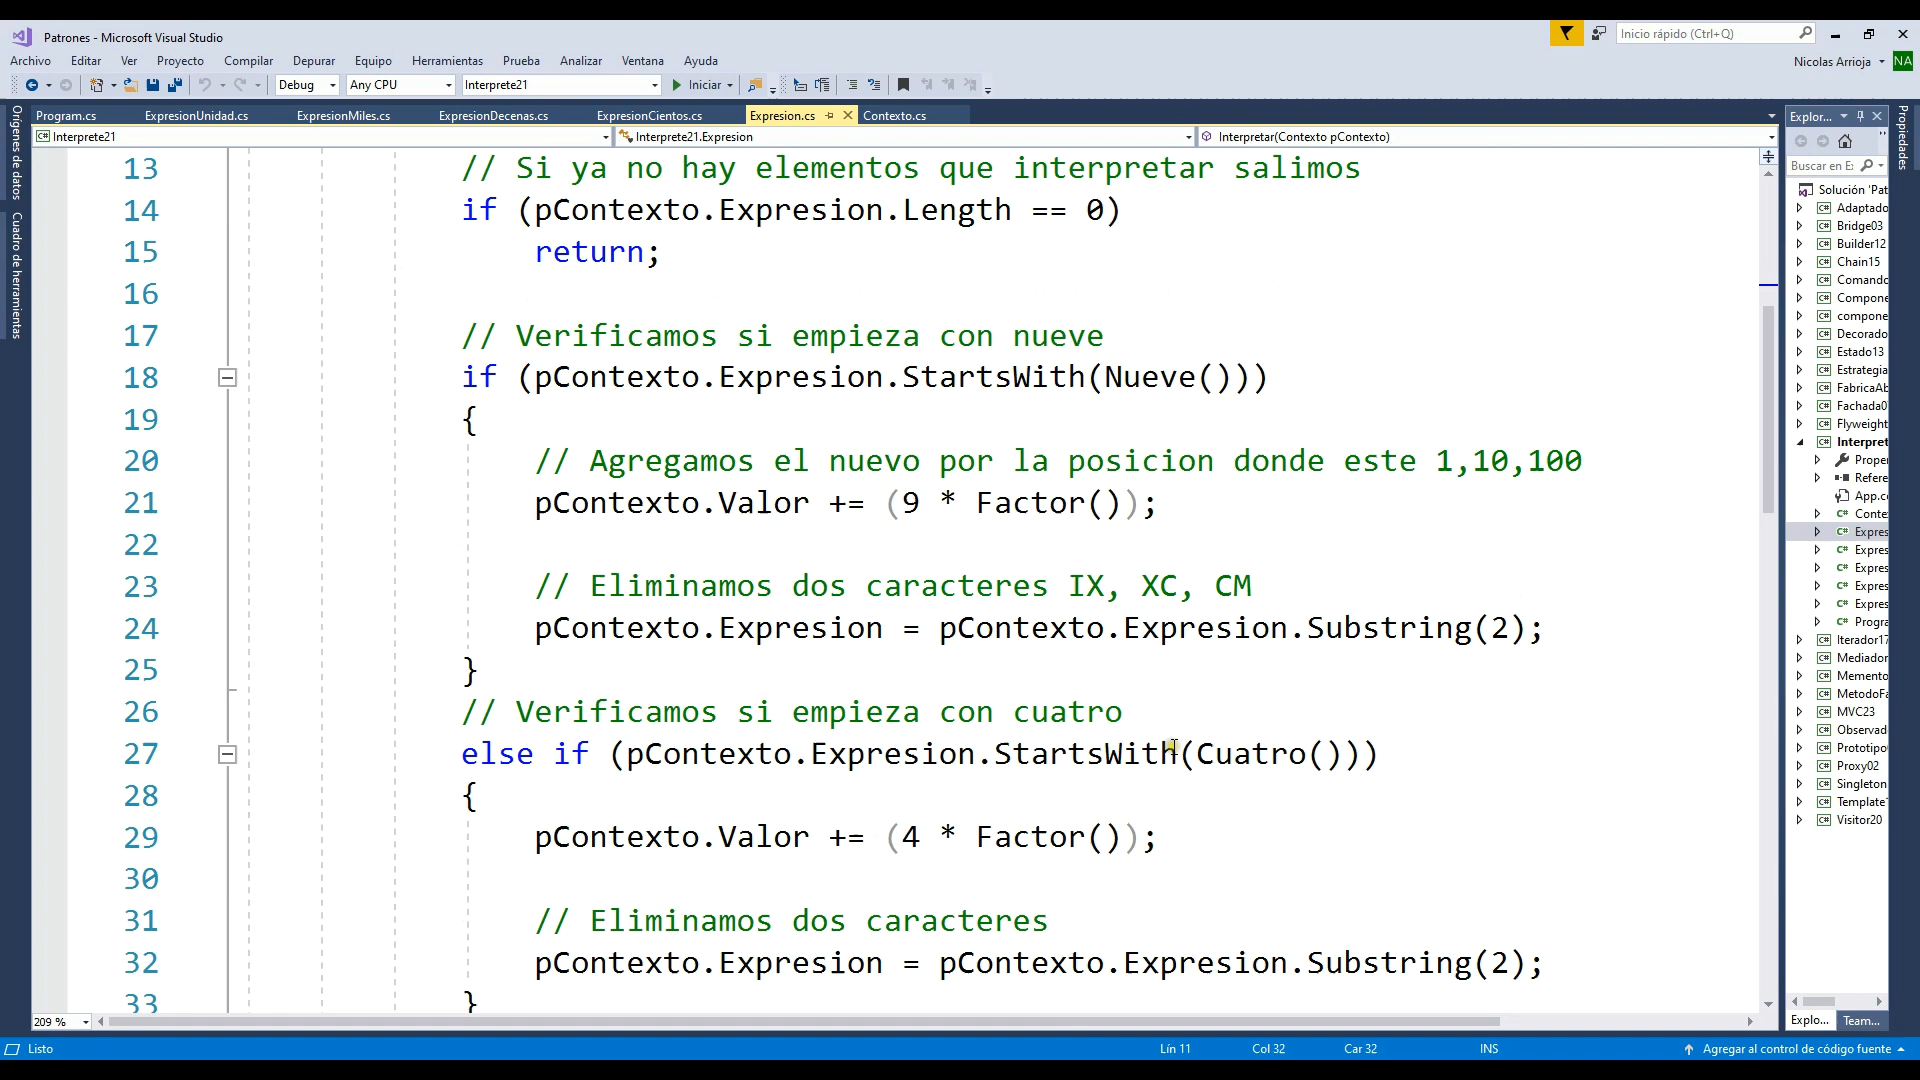 Patrones - Microsoft Visual Studio
Inicio rápido (Ctrl+Q)
Archivo Editar Ver Proyecto Compilar Depurar Equipo Herramientas Prueba Analizar Ventana Ayuda
Nicolas Arrioja NA
Debug Any CPU Interprete21 Iniciar
Program.cs ExpresionUnidad.cs ExpresionMiles.cs ExpresionDecenas.cs ExpresionCientos.cs Expresion.cs Contexto.cs
Interprete21 Interprete21.Expresion Interpretar(Contexto pContexto)
Orígenes de datos
Cuadro de herramientas
13 // Si ya no hay elementos que interpretar salimos
14 if (pContexto.Expresion.Length == 0)
15 return;
16
17 // Verificamos si empieza con nueve
18 if (pContexto.Expresion.StartsWith(Nueve()))
19 {
20 // Agregamos el nuevo por la posicion donde este 1,10,100
21 pContexto.Valor += (9 * Factor());
22
23 // Eliminamos dos caracteres IX, XC, CM
24 pContexto.Expresion = pContexto.Expresion.Substring(2);
25 }
26 // Verificamos si empieza con cuatro
27 else if (pContexto.Expresion.StartsWith(Cuatro()))
28 {
29 pContexto.Valor += (4 * Factor());
30
31 // Eliminamos dos caracteres
32 pContexto.Expresion = pContexto.Expresion.Substring(2);
33 }
209 %
Explor...
Buscar en E:
Solución 'Pat
C# Adaptado
C# Bridge03
C# Builder12
C# Chain15
C# Comando
C# Compone
C# compone
C# Decorado
C# Estado13
C# Estrategia
C# FabricaAb
C# Fachada0
C# Flyweight
C# Interpret
Proper
Refere
App.c
C# Conte
C# Expres
C# Expres
C# Expres
C# Expres
C# Expres
C# Progra
C# Iterador17
C# Mediador
C# Memento
C# MetodoFa
C# MVC23
C# Observad
C# Prototipo
C# Proxy02
C# Singleton
C# Template
C# Visitor20
Explo... Team...
Propiedades
Listo Lín 11 Col 32 Car 32 INS Agregar al control de código fuente